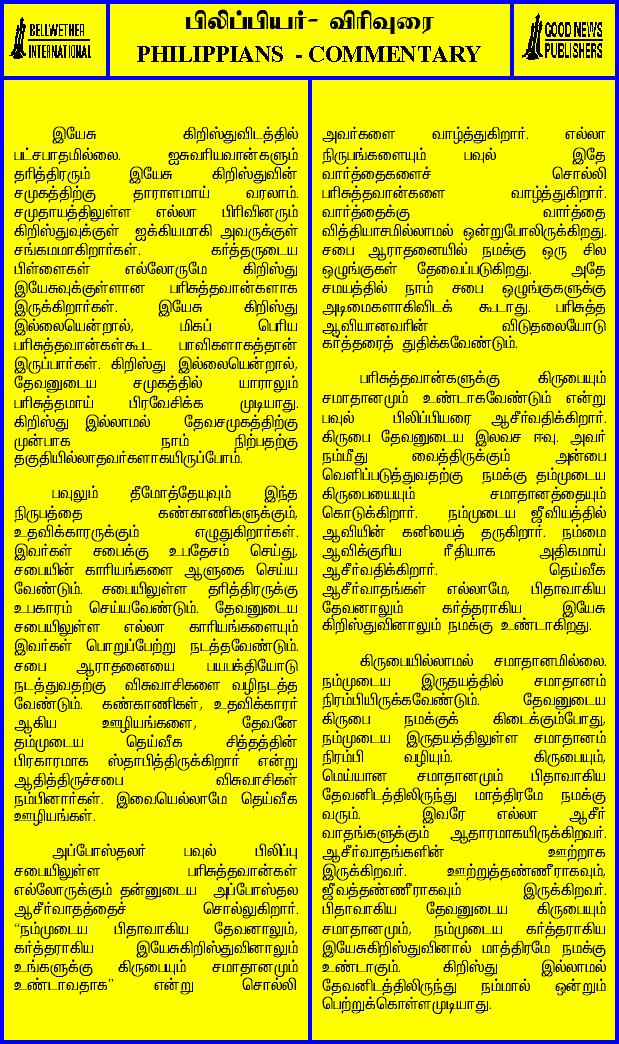 BELLWETHER
INTERNATIONAL
பிலிப்பியர்- விரிவுரை
PHILIPPIANS - COMMENTARY
GOOD NEWS
PUBLISHERS
இயேசு கிறிஸ்துவிடத்தில்
பட்சபாதமில்லை. ஐசுவரியவான்களும்
தரித்திரரும் இயேசு கிறிஸ்துவின்
சமுகத்திற்கு தாராளமாய் வரலாம்.
சமுதாயத்திலுள்ள எல்லா பிரிவினரும்
கிறிஸ்துவுக்குள் ஐக்கியமாகி அவருக்குள்
சங்கமமாகிறார்கள். கர்த்தருடைய
பிள்ளைகள் எல்லோருமே கிறிஸ்து
இயேசுவுக்குள்ளான பரிசுத்தவான்களாக
இருக்கிறார்கள். இயேசு கிறிஸ்து
இல்லையென்றால், மிகப் பெரிய
பரிசுத்தவான்கள்கூட பாவிகளாகத்தான்
இருப்பார்கள். கிறிஸ்து இல்லையென்றால்,
தேவனுடைய சமுகத்தில் யாராலும்
பரிசுத்தமாய் பிரவேசிக்க முடியாது.
கிறிஸ்து இல்லாமல் தேவசமுகத்திற்கு
முன்பாக நாம் நிற்பதற்கு
தகுதியில்லாதவர்களாகயிருப்போம்.
பவுலும் தீமோத்தேயுவும் இந்த
நிருபத்தை கண்காணிகளுக்கும்,
உதவிக்காரருக்கும் எழுதுகிறார்கள்.
இவர்கள் சபைக்கு உபதேசம் செய்து,
சபையின் காரியங்களை ஆளுகை செய்ய
வேண்டும். சபையிலுள்ள தரித்திரருக்கு
உபகாரம் செய்யவேண்டும். தேவனுடைய
சபையிலுள்ள எல்லா காரியங்களையும்
இவர்கள் பொறுப்பேற்று நடத்தவேண்டும்.
சபை ஆராதனையை பயபக்தியோடு
நடத்துவதற்கு விசுவாசிகளை வழிநடத்த
வேண்டும். கண்காணிகள், உதவிக்காரர்
ஆகிய ஊழியங்களை, தேவனே
தம்முடைய தெய்வீக சித்தத்தின்
பிரகாரமாக ஸ்தாபித்திருக்கிறார் என்று
ஆதித்திருச்சபை விசுவாசிகள்
நம்பினார்கள். இவையெல்லாமே தெய்வீக
ஊழியங்கள்.
அப்போஸ்தலர் பவுல் பிலிப்பு
சபையிலுள்ள பரிசுத்தவான்கள்
எல்லோருக்கும் தன்னுடைய அப்போஸ்தல
ஆசீர்வாதத்தைச் சொல்லுகிறார்.
“நம்முடைய பிதாவாகிய தேவனாலும்,
கர்த்தராகிய இயேசுகிறிஸ்துவினாலும்
உங்களுக்கு கிருபையும் சமாதானமும்
உண்டாவதாக” என்று சொல்லி
அவர்களை வாழ்த்துகிறார். எல்லா
நிருபங்களையும் பவுல் இதே
வார்த்தைகளைச் சொல்லி
பரிசுத்தவான்களை வாழ்த்துகிறார்.
வார்த்தைக்கு வார்த்தை
வித்தியாசமில்லாமல் ஒன்றுபோலிருக்கிறது.
சபை ஆராதனையில் நமக்கு ஒரு சில
ஒழுங்குகள் தேவைப்படுகிறது. அதே
சமயத்தில் நாம் சபை ஒழுங்குகளுக்கு
அடிமைகளாகிவிடக் கூடாது. பரிசுத்த
ஆவியானவரின் விடுதலையோடு
கர்த்தரைத் துதிக்கவேண்டும்.
பரிசுத்தவான்களுக்கு கிருபையும்
சமாதானமும் உண்டாகவேண்டும் என்று
பவுல் பிலிப்பியரை ஆசீர்வதிக்கிறார்.
கிருபை தேவனுடைய இலவச ஈவு. அவர்
நம்மீது வைத்திருக்கும் அன்பை
வெளிப்படுத்துவதற்கு நமக்கு தம்முடைய
கிருபையையும் சமாதானத்தையும்
கொடுக்கிறார். நம்முடைய ஜீவியத்தில்
ஆவியின் கனியைத் தருகிறார். நம்மை
ஆவிக்குரிய ரீதியாக அதிகமாய்
ஆசீர்வதிக்கிறார். தெய்வீக
ஆசீர்வாதங்கள் எல்லாமே, பிதாவாகிய
தேவனாலும் கர்த்தராகிய இயேசு
கிறிஸ்துவினாலும் நமக்கு உண்டாகிறது.
கிருபையில்லாமல் சமாதானமில்லை.
நம்முடைய இருதயத்தில் சமாதானம்
நிரம்பியிருக்கவேண்டும். தேவனுடைய
கிருபை நமக்குக் கிடைக்கும்போது,
நம்முடைய இருதயத்திலுள்ள சமாதானம்
நிரம்பி வழியும். கிருபையும்,
மெய்யான சமாதானமும் பிதாவாகிய
தேவனிடத்திலிருந்து மாத்திரமே நமக்கு
வரும். இவரே எல்லா ஆசீர்
வாதங்களுக்கும் ஆதாரமாகயிருக்கிறவர்.
ஆசீர்வாதங்களின் ஊற்றாக
இருக்கிறவர். ஊற்றுத்தண்ணீராகவும்,
ஜீவத்தண்ணீராகவும் இருக்கிறவர்.
பிதாவாகிய தேவனுடைய கிருபையும்
சமாதானமும், நம்முடைய கர்த்தராகிய
இயேசுகிறிஸ்துவினால் மாத்திரமே நமக்கு
உண்டாகும். கிறிஸ்து இல்லாமல்
தேவனிடத்திலிருந்து நம்மால் ஒன்றும்
பெற்றுக்கொள்ளமுடியாது.